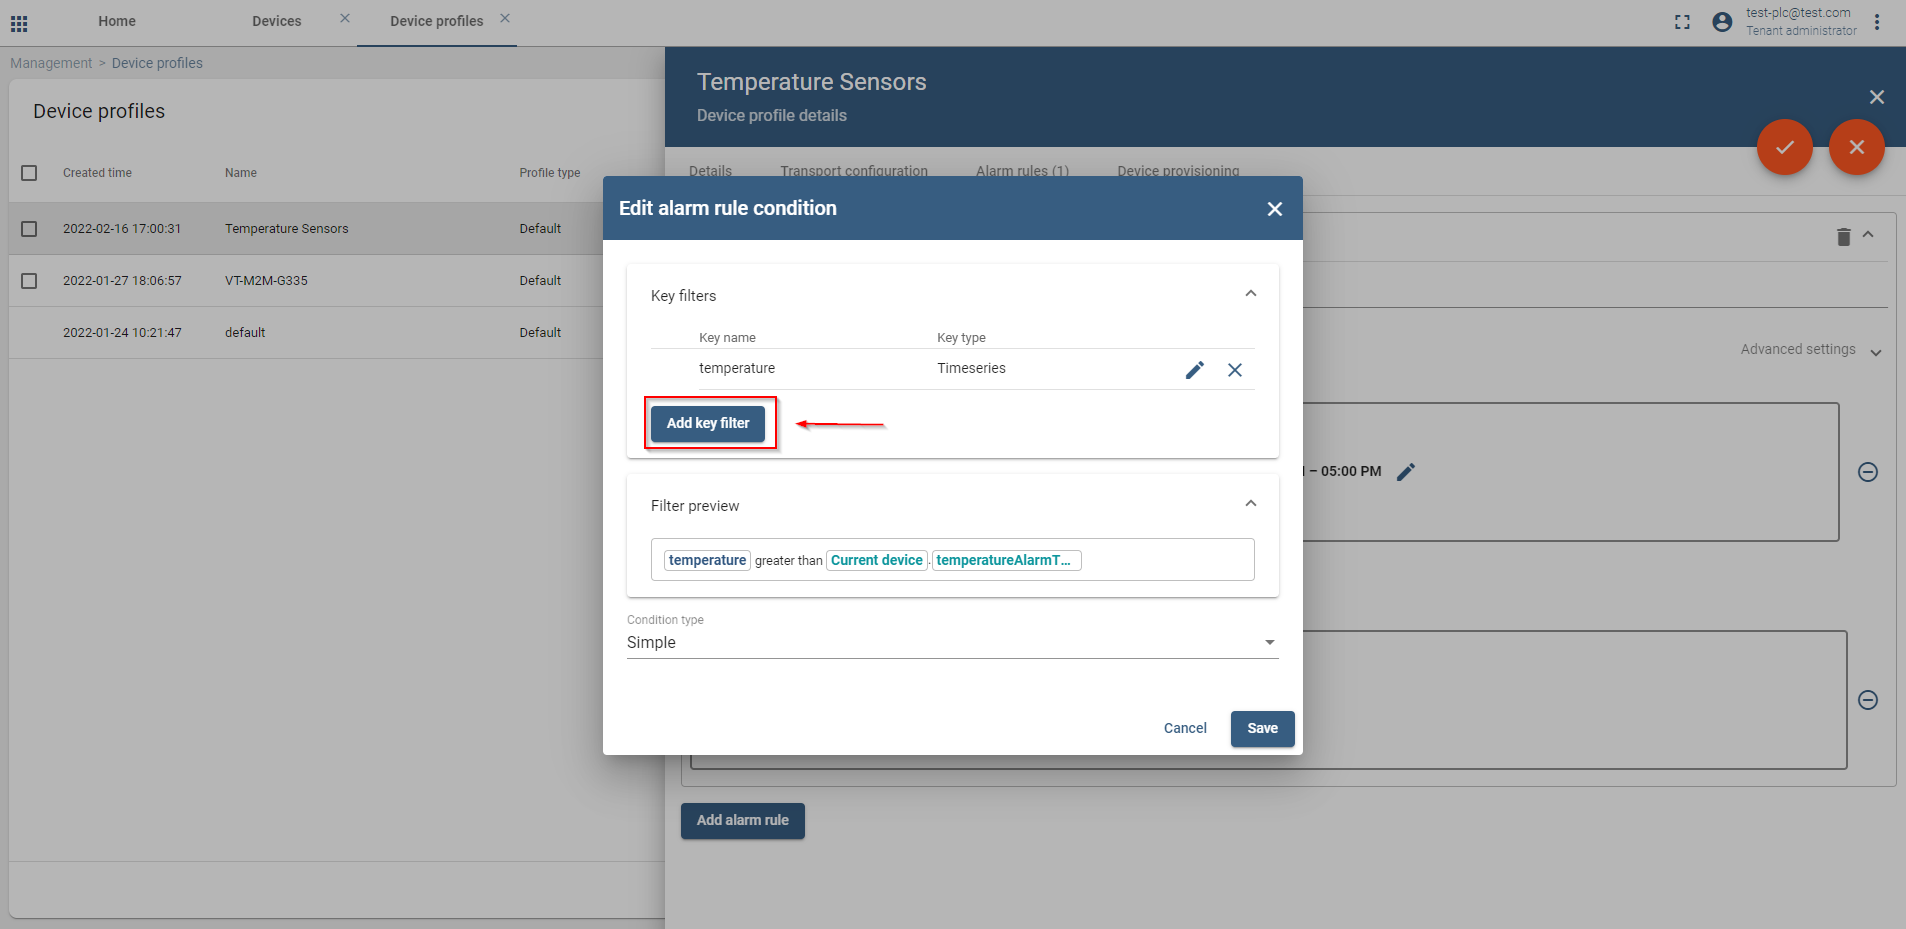 Home
Devices
Device profiles
test-plc@test.com
Tenant administrator
Management > Device profiles
Device profiles
Created time
Name
Profile type
2022-02-16 17:00:31
Temperature Sensors
Default
2022-01-27 18:06:57
VT-M2M-G335
Default
2022-01-24 10:21:47
default
Default
Temperature Sensors
Device profile details
Details
Transport configuration
Alarm rules (1)
Device provisioning
Advanced settings
– 05:00 PM
Add alarm rule
Edit alarm rule condition
Key filters
Key name
Key type
temperature
Timeseries
Add key filter
Filter preview
temperature greater than Current device.temperatureAlarmT...
Condition type
Simple
Cancel
Save